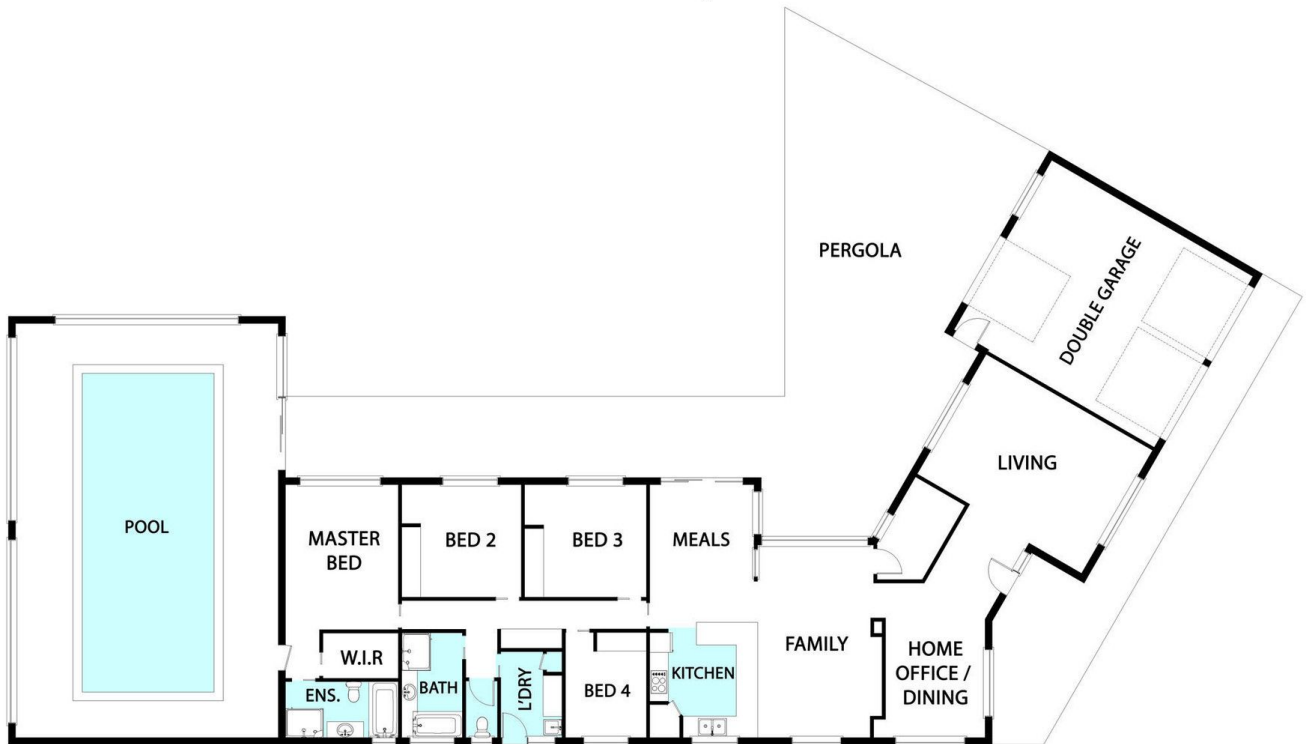 PERGOLA
DOUBLE GARAGE
LIVING
POOL
MASTER
BED
BED 2
BED 3
MEALS
W.I.R
ENS.
BATH
L'DRY
BED 4
KITCHEN
FAMILY
HOME
OFFICE /
DINING